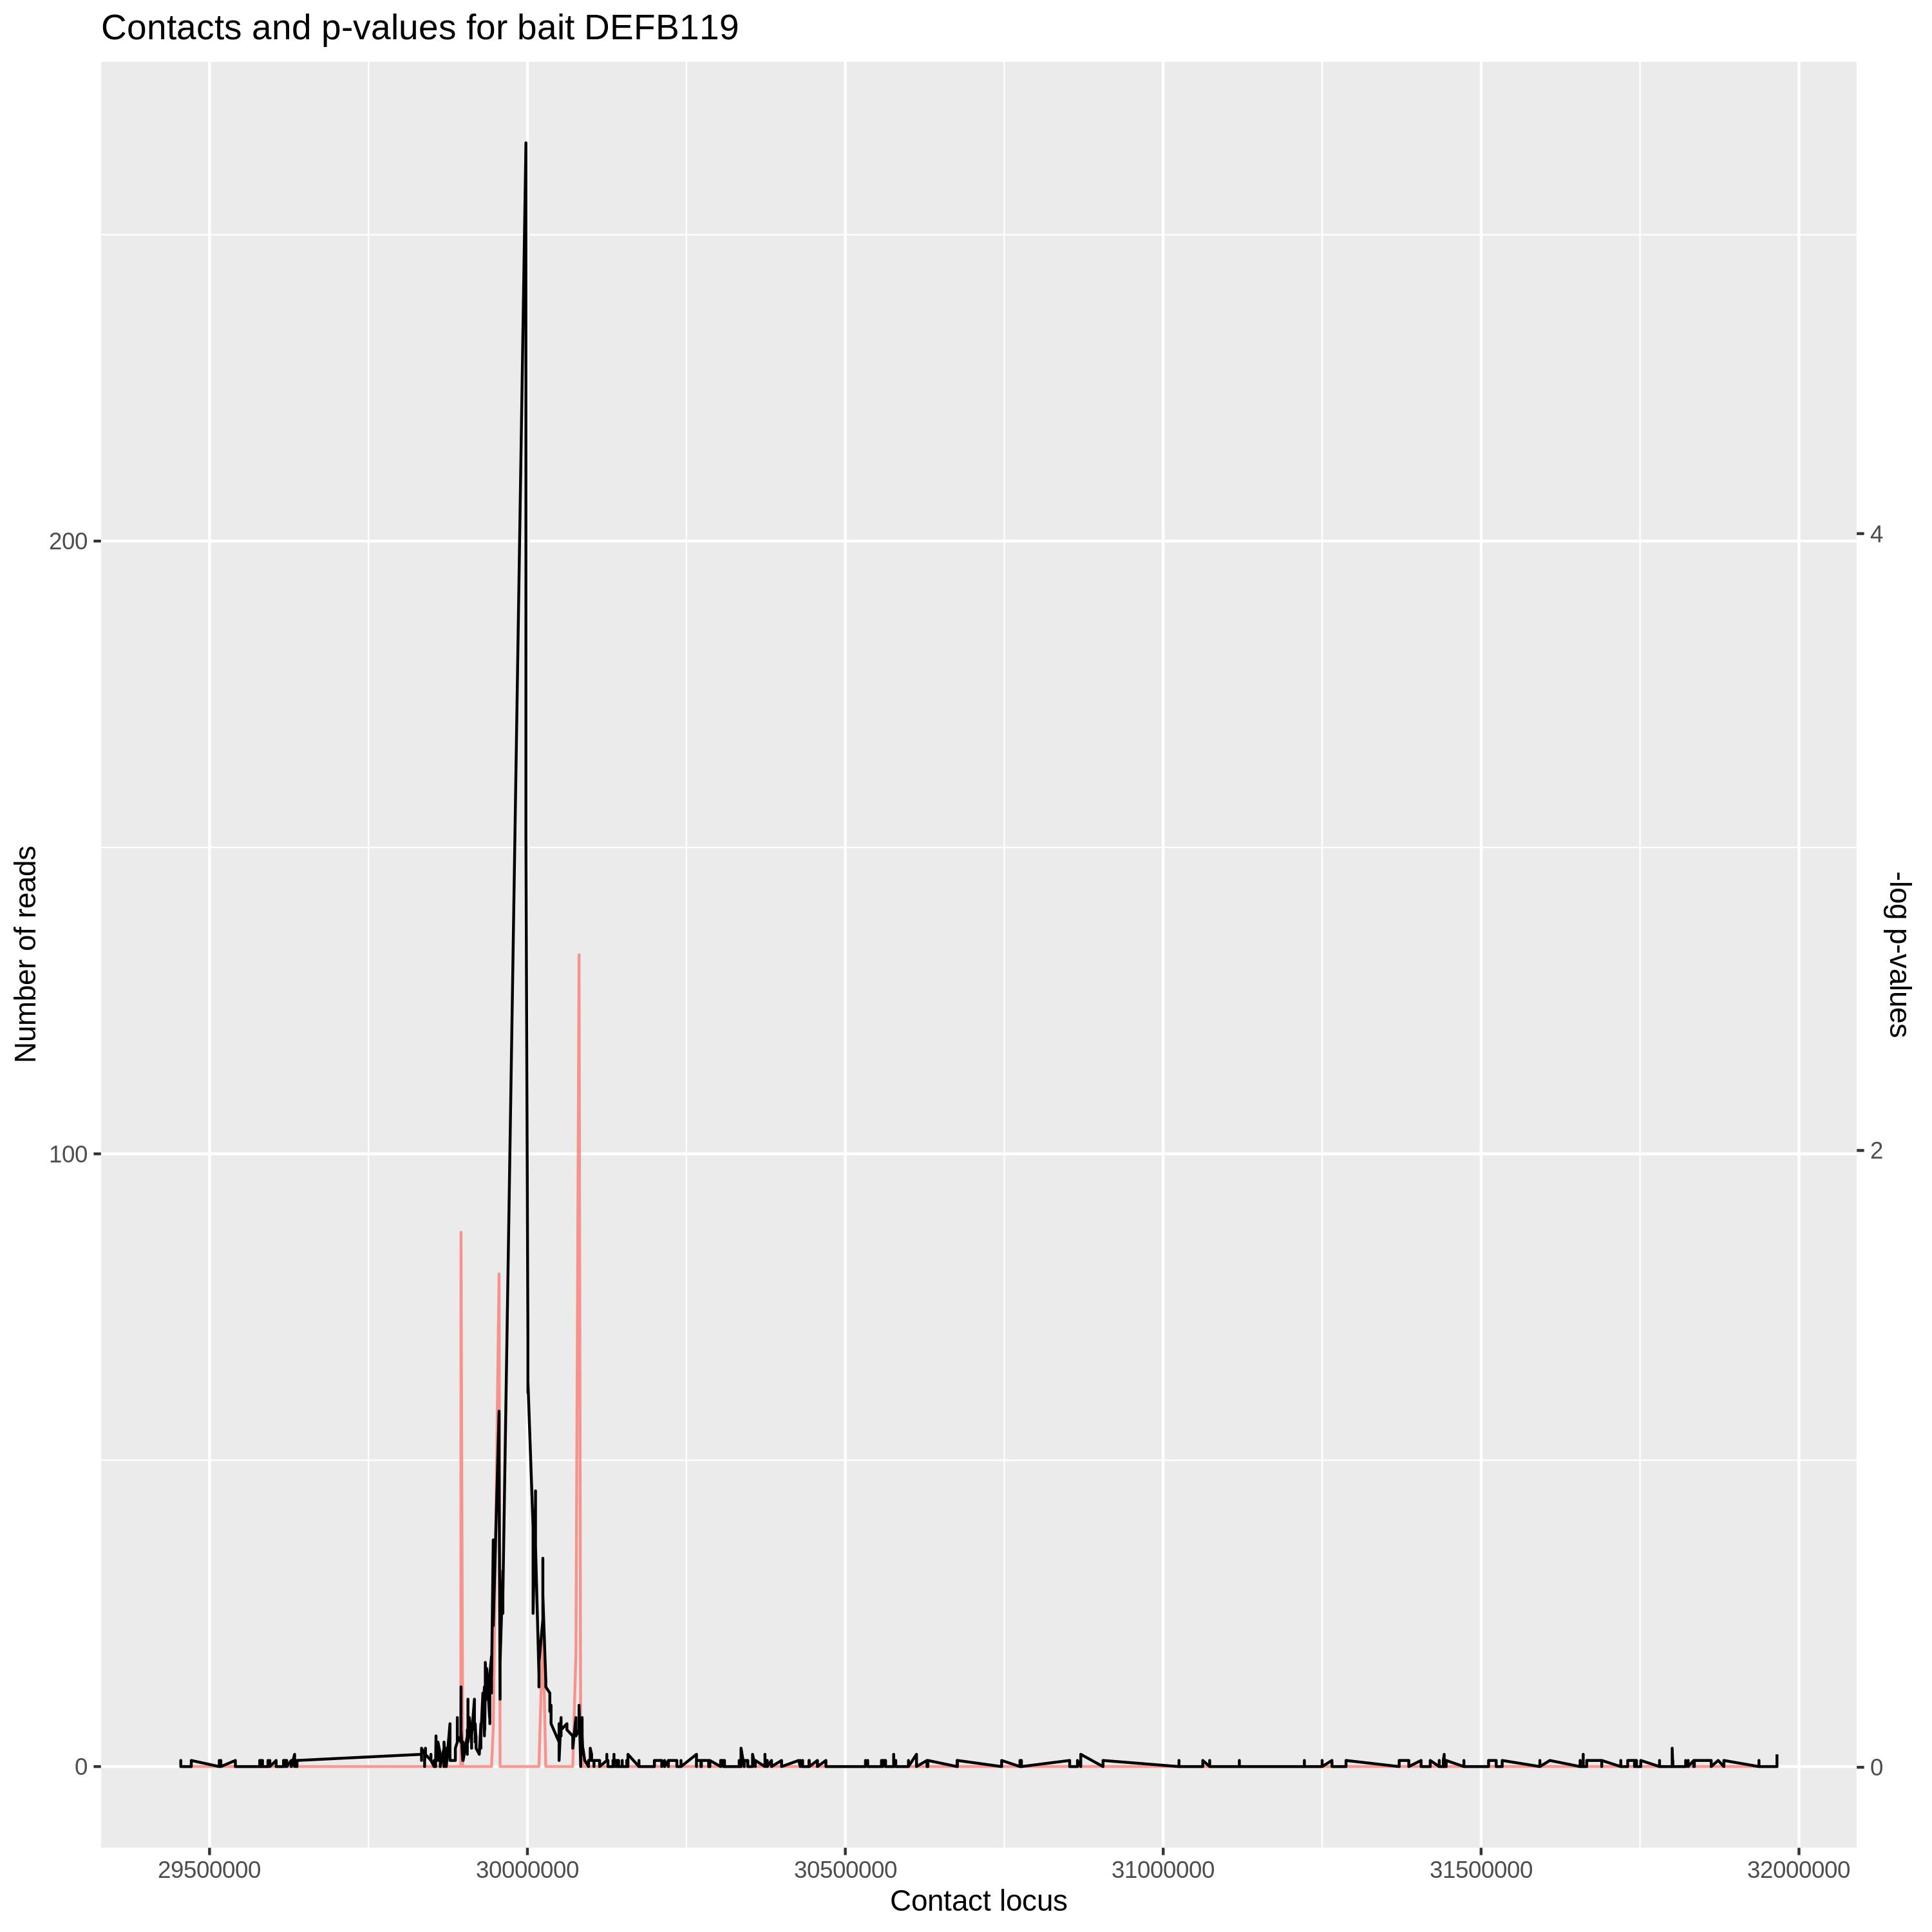 Contacts and p-values for bait DEFB119
Number of reads
200
100
0
-log p-values
4
2
0
29500000 30000000 30500000 31000000 31500000 32000000
Contact locus